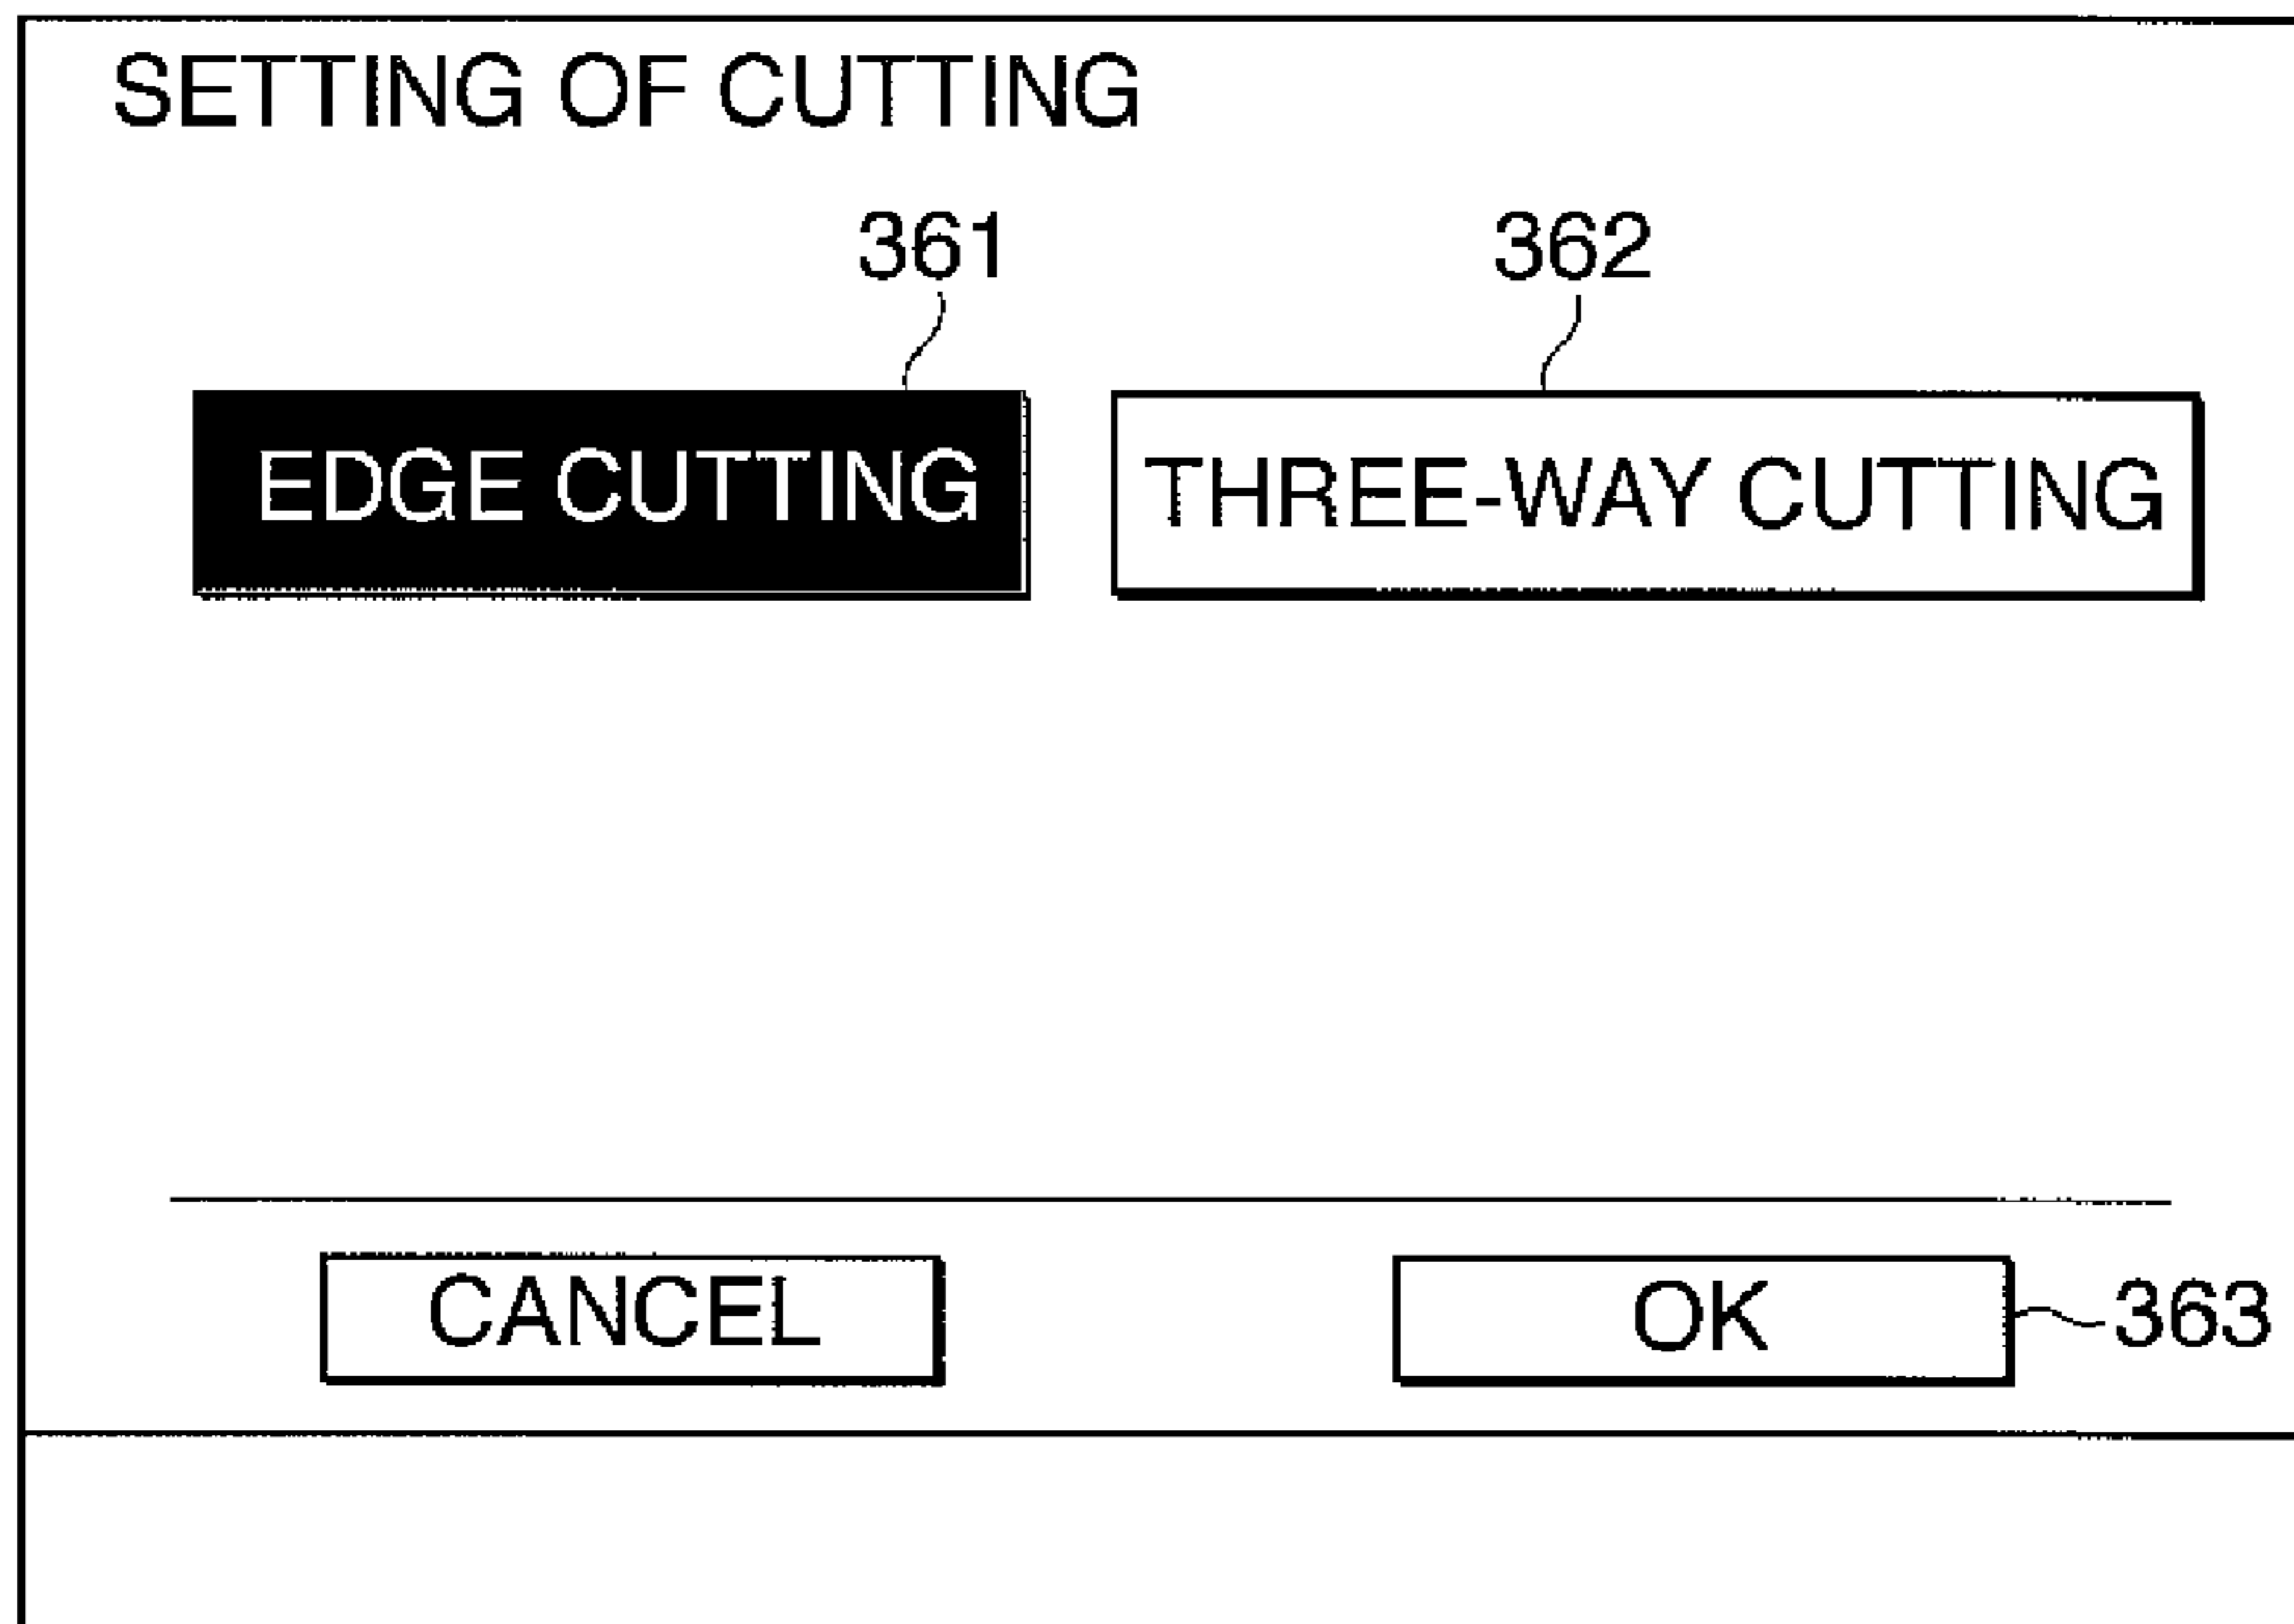 SETTING OF CUTTING
361 362
EDGE CUTTING THREE-WAY CUTTING
CANCEL OK 363